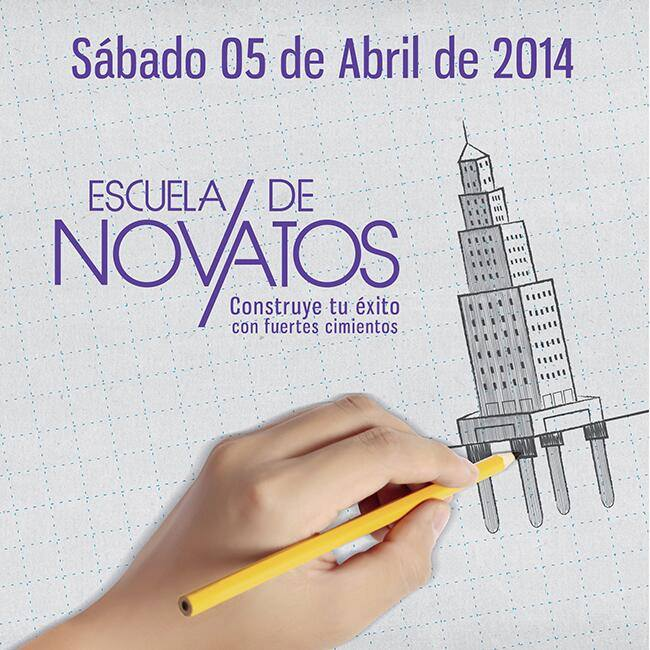 Sábado 05 de Abril de 2014
ESCUELA DE
NOVATOS
Construye tu éxito
con fuertes cimientos